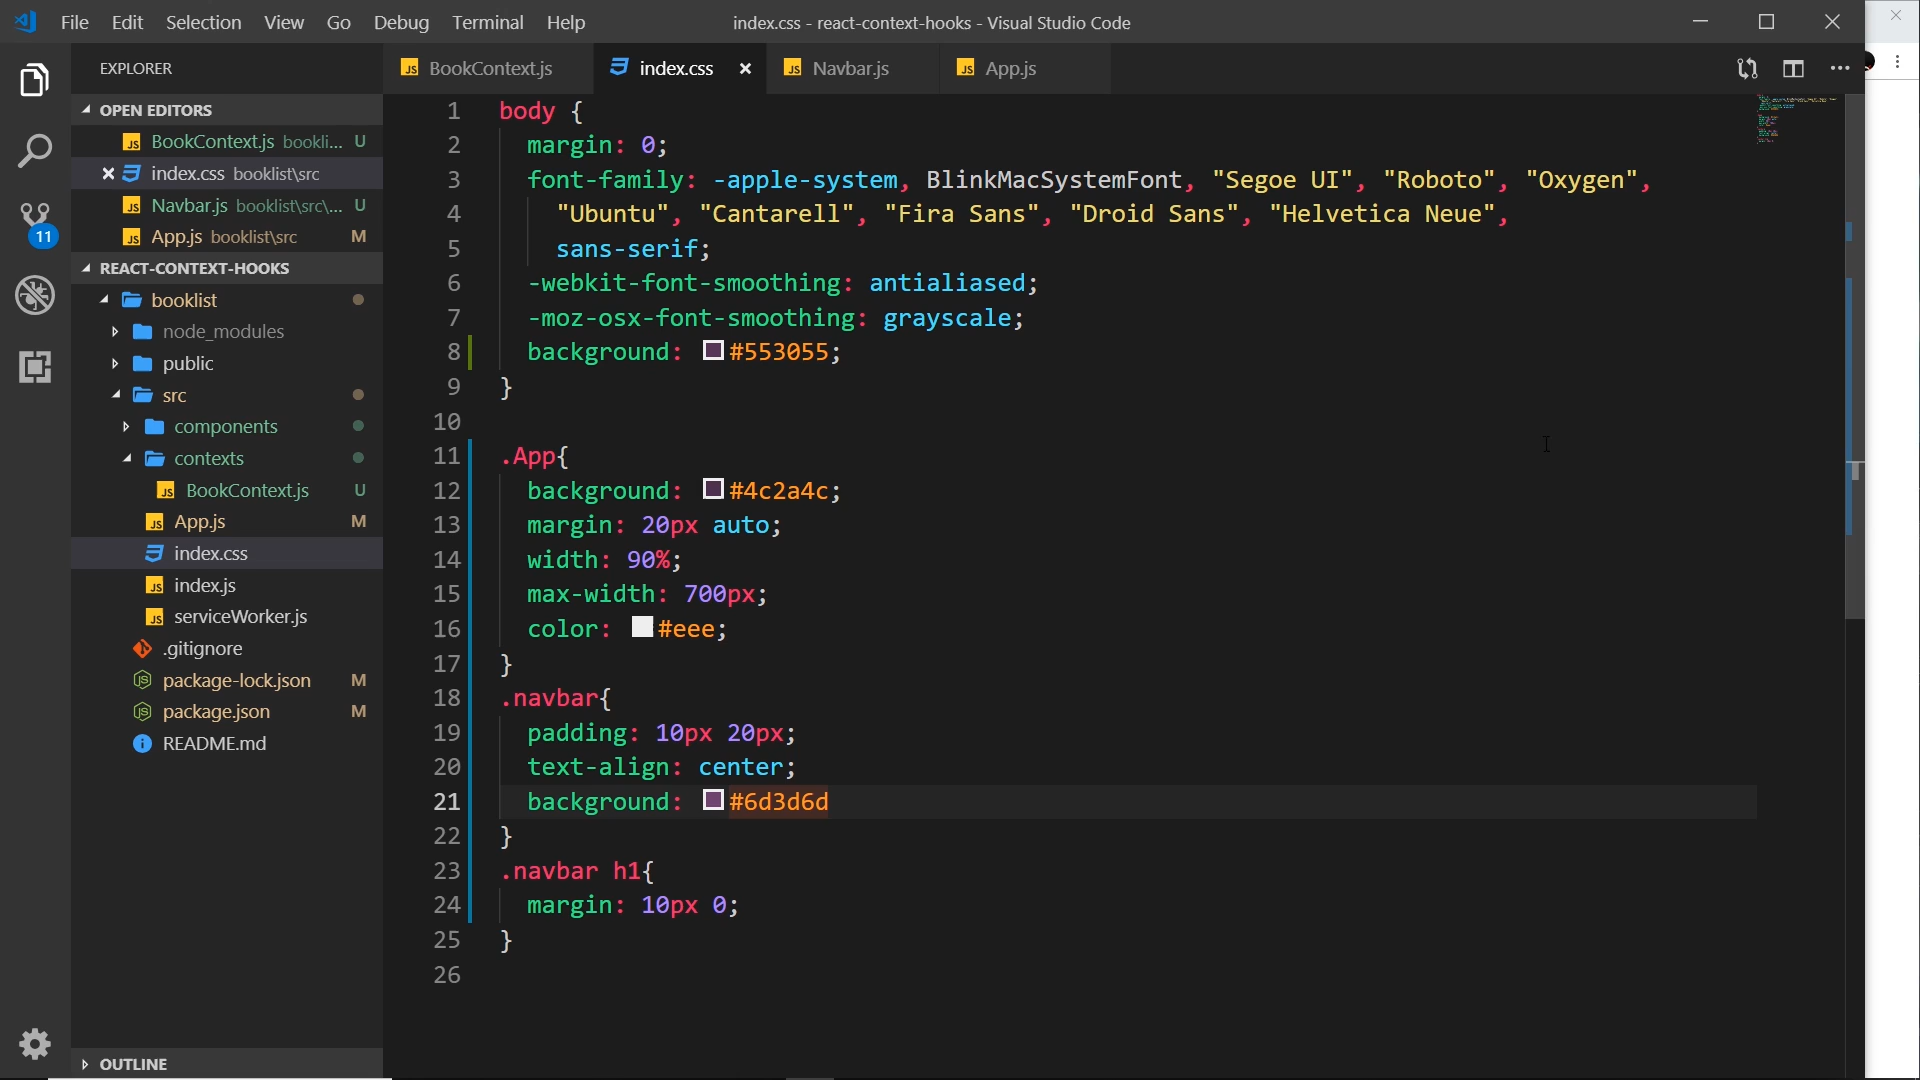 File Edit Selection View Go Debug Terminal Help
index.css - react-context-hooks - Visual Studio Code
EXPLORER
BookContext.js
index.css
Navbar.js
App.js
OPEN EDITORS
BookContext.js bookli... U
index.css booklist\src
Navbar.js booklist\src\... U
App.js booklist\src M
REACT-CONTEXT-HOOKS
booklist
node_modules
public
src
components
contexts
BookContext.js U
App.js M
index.css
index.js
serviceWorker.js
.gitignore
package-lock.json M
package.json M
README.md
OUTLINE
11
1 body {
2 margin: 0;
3 font-family: -apple-system, BlinkMacSystemFont, "Segoe UI", "Roboto", "Oxygen",
4 "Ubuntu", "Cantarell", "Fira Sans", "Droid Sans", "Helvetica Neue",
5 sans-serif;
6 -webkit-font-smoothing: antialiased;
7 -moz-osx-font-smoothing: grayscale;
8 background: #553055;
9 }
10
11 .App{
12 background: #4c2a4c;
13 margin: 20px auto;
14 width: 90%;
15 max-width: 700px;
16 color: #eee;
17 }
18 .navbar{
19 padding: 10px 20px;
20 text-align: center;
21 background: #6d3d6d
22 }
23 .navbar h1{
24 margin: 10px 0;
25 }
26